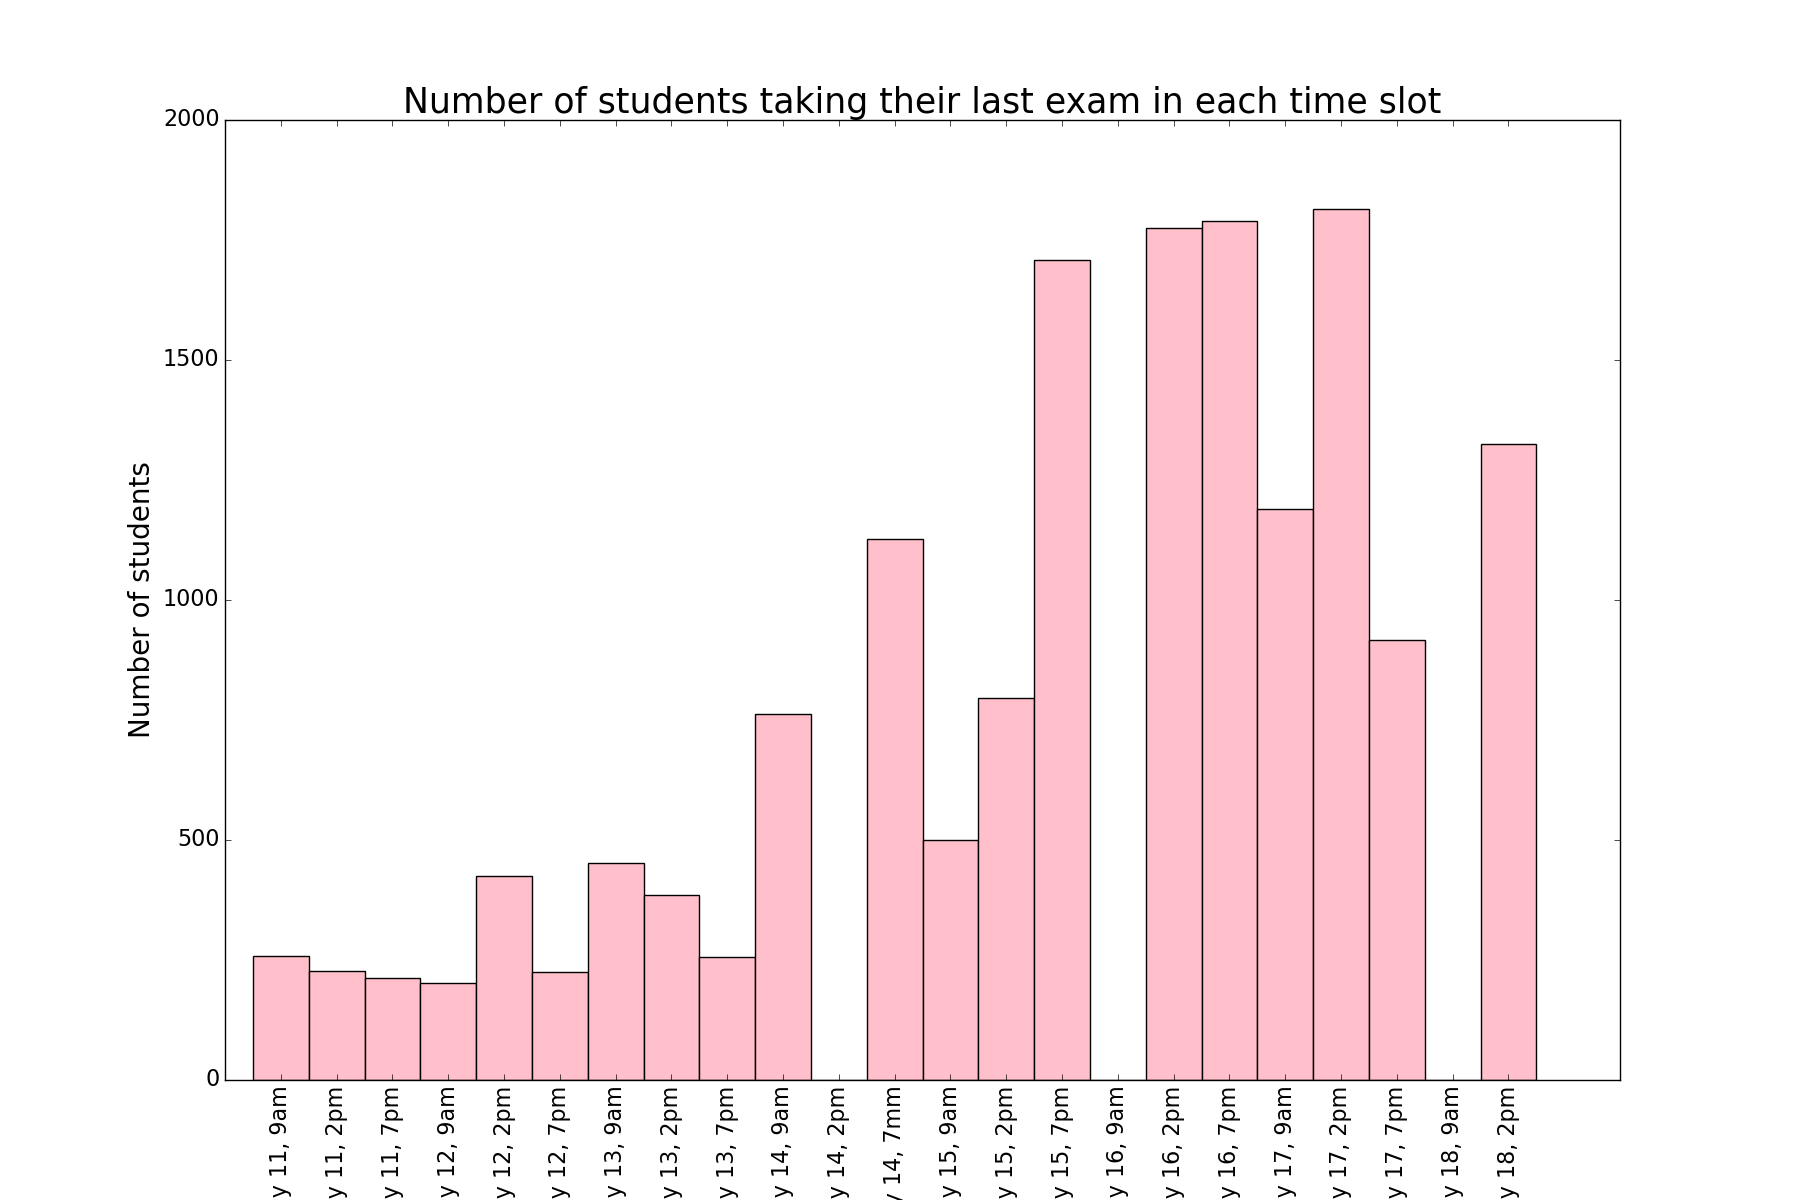 Number of students taking their last exam in each time slot
Number of students
2000
1500
1000
500
0
y 11, 9am
y 11, 2pm
y 11, 7pm
y 12, 9am
y 12, 2pm
y 12, 7pm
y 13, 9am
y 13, 2pm
y 13, 7pm
y 14, 9am
y 14, 2pm
y 14, 7mm
y 15, 9am
y 15, 2pm
y 15, 7pm
y 16, 9am
y 16, 2pm
y 16, 7pm
y 17, 9am
y 17, 2pm
y 17, 7pm
y 18, 9am
y 18, 2pm